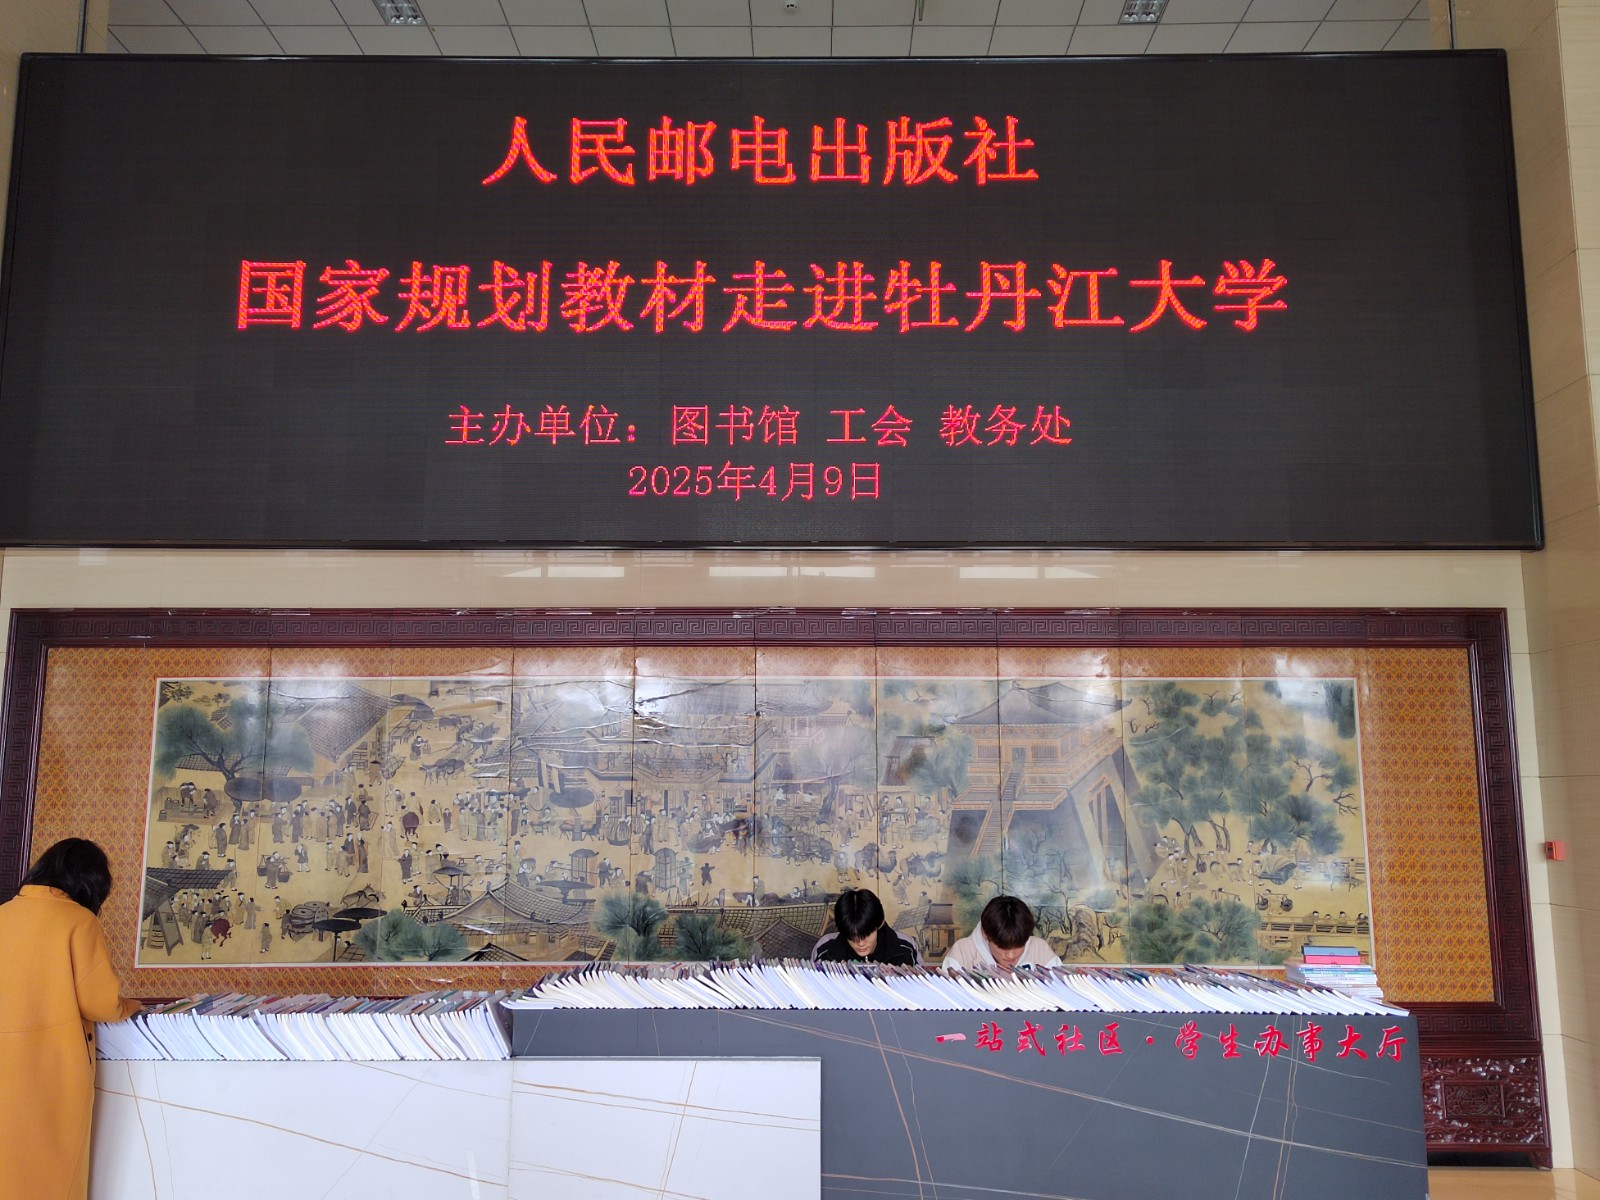 人民邮电出版社
国家规划教材走进牡丹江大学
主办单位：图书馆 工会 教务处
2025年4月9日
一站式社区·学生办事大厅